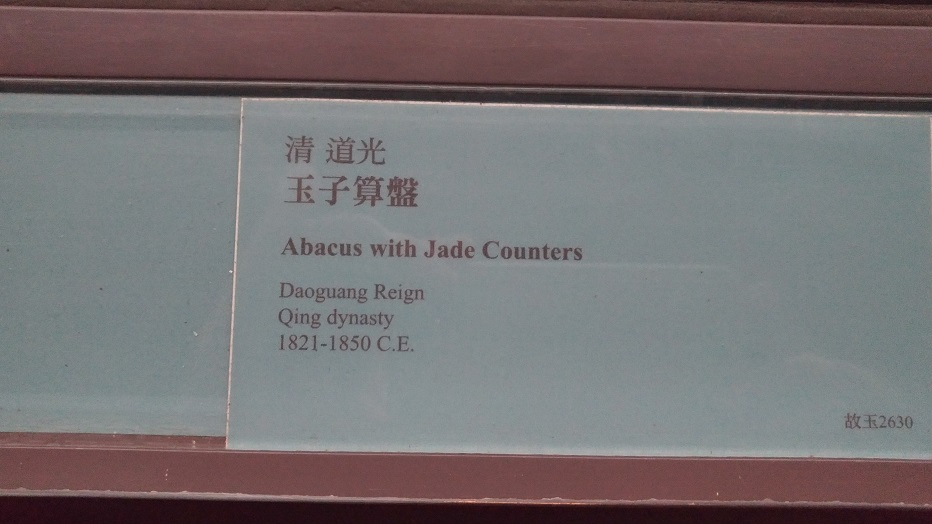 清 道光
玉子算盤
Abacus with Jade Counters
Daoguang Reign
Qing dynasty
1821-1850 C.E.
故玉2630